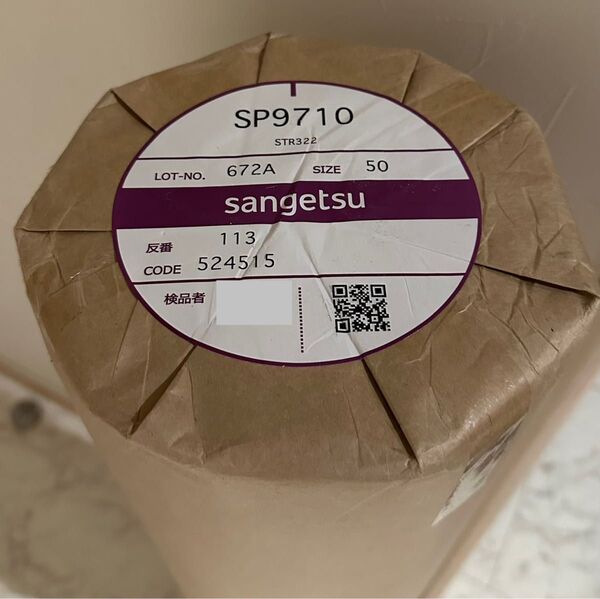 SP9710
STR322
LOT-NO. 672A SIZE 50
sangetsu
反番 113
CODE 524515
検品者